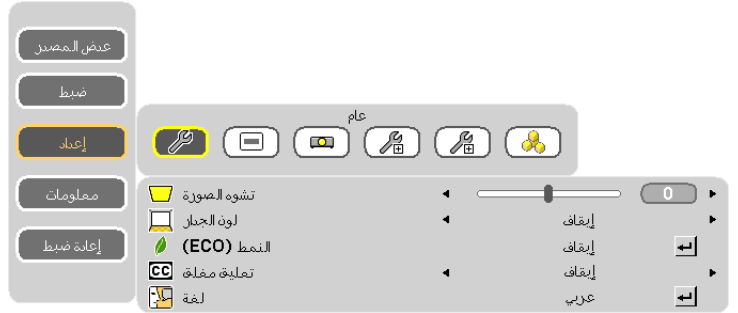 عرض المصدر
ضبط
إعداد
معلومات
إعادة ضبط
عام
تشوه الصورة 0
لون الجدار إيقاف
النمط (ECO) إيقاف
CC تعليق مغلق إيقاف
لغة عربي